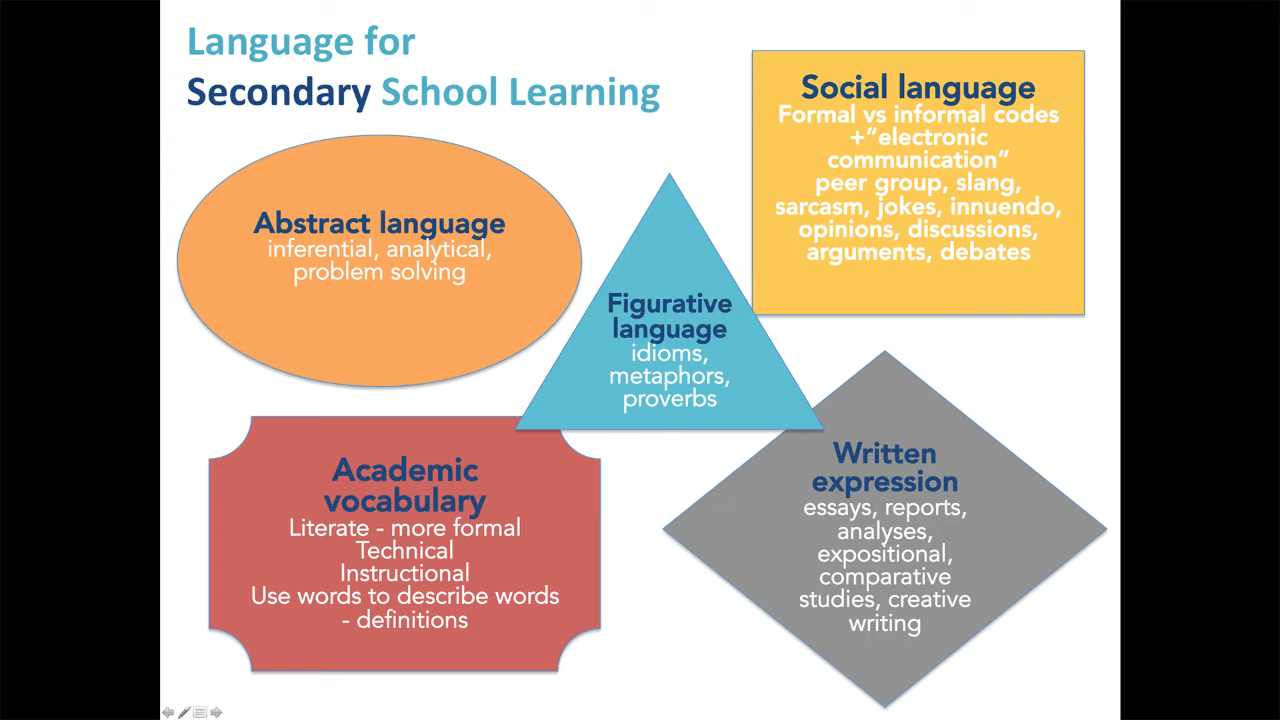 Language for
Secondary School Learning
Abstract language
inferential, analytical,
problem solving
Figurative
language
idioms,
metaphors,
proverbs
Social language
Formal vs informal codes
+“electronic
communication”
peer group, slang,
sarcasm, jokes, innuendo,
opinions, discussions,
arguments, debates
Academic
vocabulary
Literate - more formal
Technical
Instructional
Use words to describe words
- definitions
Written
expression
essays, reports,
analyses,
expositional,
comparative
studies, creative
writing